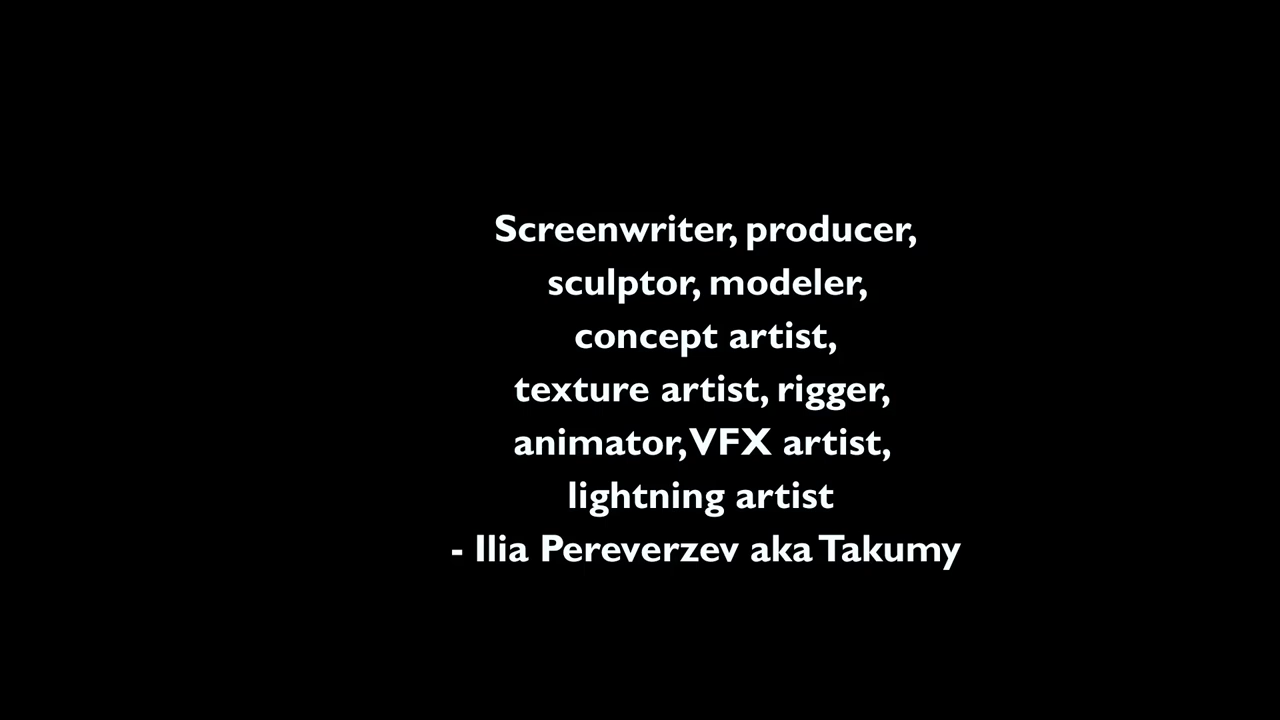 Screenwriter, producer,
sculptor, modeler,
concept artist,
texture artist, rigger,
animator, VFX artist,
lightning artist
- Ilia Pereverzev aka Takumy